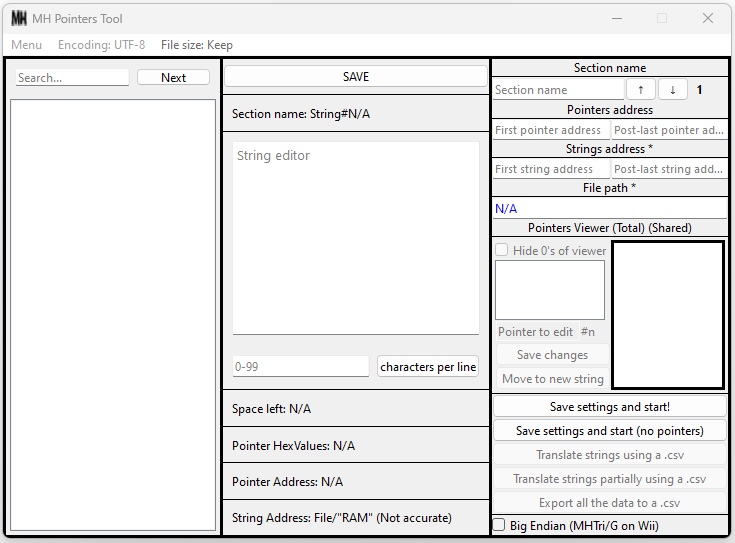 MH MH Pointers Tool
Menu Encoding: UTF-8 File size: Keep
Search... Next
SAVE
Section name: String#N/A
String editor
0-99 characters per line
Space left: N/A
Pointer HexValues: N/A
Pointer Address: N/A
String Address: File/"RAM" (Not accurate)
Section name
Section name ↑ ↓ 1
Pointers address
First pointer address Post-last pointer ad...
Strings address *
First string address Post-last string add...
File path *
N/A
Pointers Viewer (Total) (Shared)
Hide 0's of viewer
Pointer to edit #n
Save changes
Move to new string
Save settings and start!
Save settings and start (no pointers)
Translate strings using a .csv
Translate strings partially using a .csv
Export all the data to a .csv
Big Endian (MHTri/G on Wii)